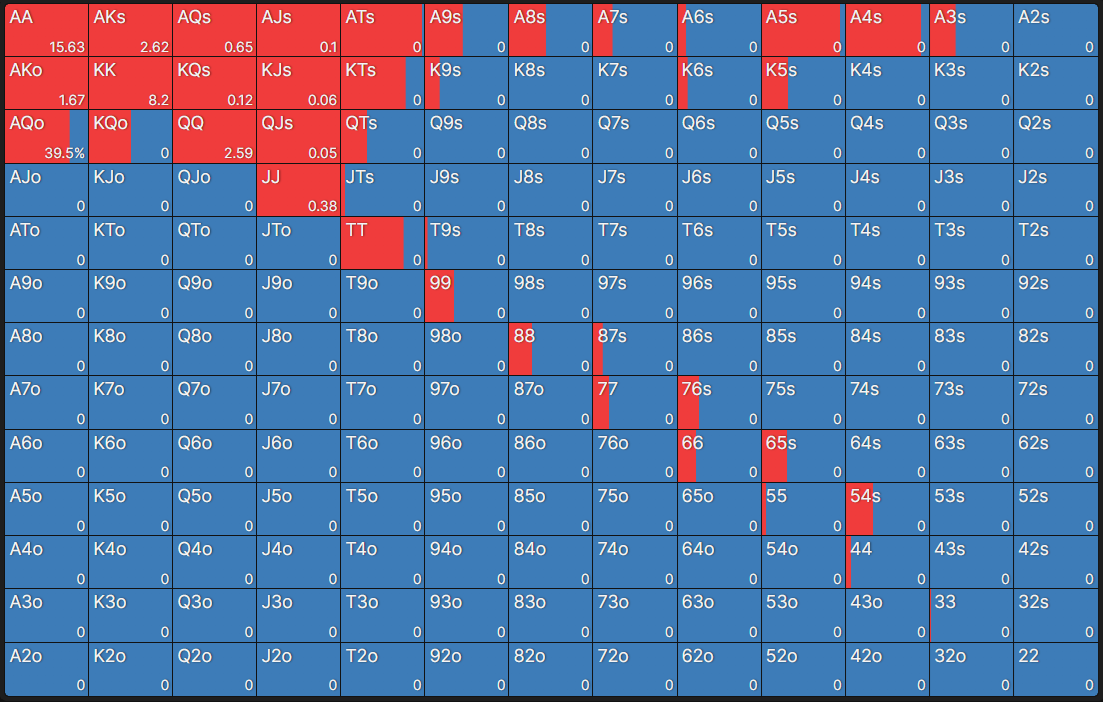 AA AKs AQs AJs ATs A9s A8s A7s A6s A5s A4s A3s A2s
15.63 2.62 0.65 0.1 0 0 0 0 0 0 0 0 0
AKo KK KQs KJs KTs K9s K8s K7s K6s K5s K4s K3s K2s
1.67 8.2 0.12 0.06 0 0 0 0 0 0 0 0 0
AQo KQo QQ QJs QTs Q9s Q8s Q7s Q6s Q5s Q4s Q3s Q2s
39.5% 0 2.59 0.05 0 0 0 0 0 0 0 0 0
AJo KJo QJo JJ JTs J9s J8s J7s J6s J5s J4s J3s J2s
0 0 0 0.38 0 0 0 0 0 0 0 0 0
ATo KTo QTo JTo TT T9s T8s T7s T6s T5s T4s T3s T2s
0 0 0 0 0 0 0 0 0 0 0 0 0
A9o K9o Q9o J9o T9o 99 98s 97s 96s 95s 94s 93s 92s
0 0 0 0 0 0 0 0 0 0 0 0 0
A8o K8o Q8o J8o T8o 98o 88 87s 86s 85s 84s 83s 82s
0 0 0 0 0 0 0 0 0 0 0 0 0
A7o K7o Q7o J7o T7o 97o 87o 77 76s 75s 74s 73s 72s
0 0 0 0 0 0 0 0 0 0 0 0 0
A6o K6o Q6o J6o T6o 96o 86o 76o 66 65s 64s 63s 62s
0 0 0 0 0 0 0 0 0 0 0 0 0
A5o K5o Q5o J5o T5o 95o 85o 75o 65o 55 54s 53s 52s
0 0 0 0 0 0 0 0 0 0 0 0 0
A4o K4o Q4o J4o T4o 94o 84o 74o 64o 54o 44 43s 42s
0 0 0 0 0 0 0 0 0 0 0 0 0
A3o K3o Q3o J3o T3o 93o 83o 73o 63o 53o 43o 33 32s
0 0 0 0 0 0 0 0 0 0 0 0 0
A2o K2o Q2o J2o T2o 92o 82o 72o 62o 52o 42o 32o 22
0 0 0 0 0 0 0 0 0 0 0 0 0